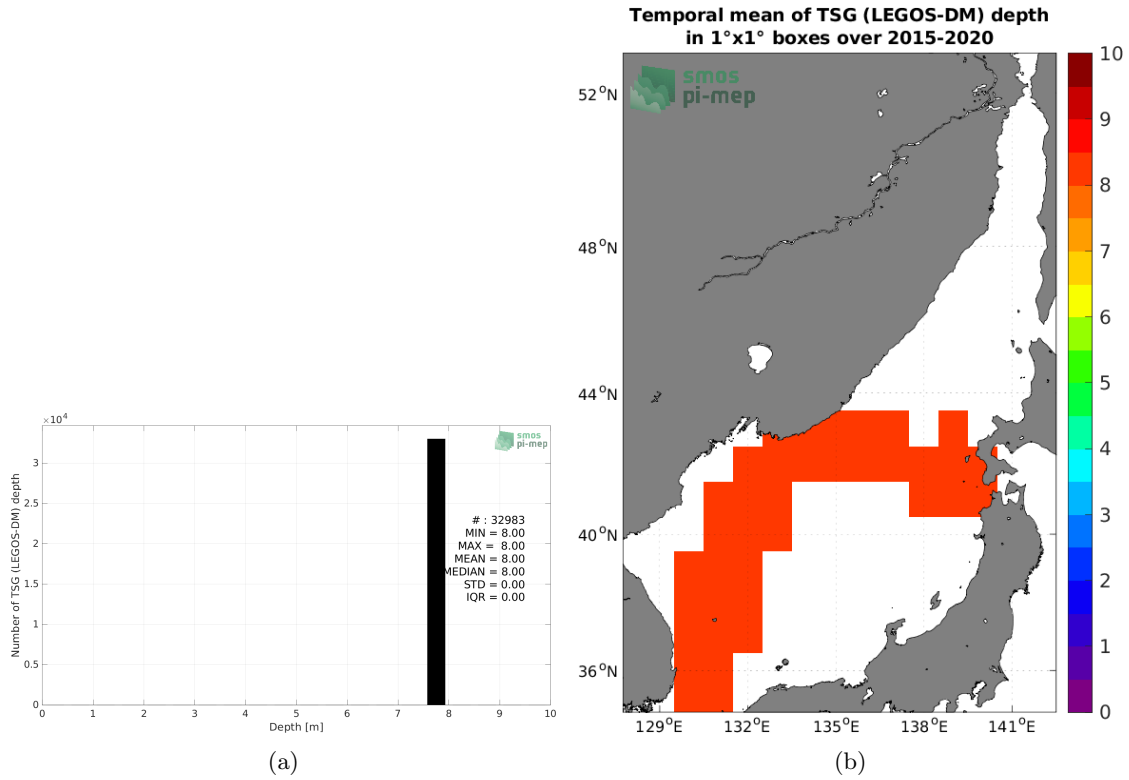 Temporal mean of TSG (LEGOS-DM) depth
in 1°x1° boxes over 2015-2020
smos
pi-mep
52°N
48°N
44°N
40°N
36°N
129°E
132°E
135°E
138°E
141°E
10
9
8
7
6
5
4
3
2
1
0
×10⁴
smos
pi-mep
Number of TSG (LEGOS-DM) depth
3
2.5
2
1.5
1
0.5
0
# : 32983
MIN = 8.00
MAX = 8.00
MEAN = 8.00
MEDIAN = 8.00
STD = 0.00
IQR = 0.00
0 1 2 3 4 5 6 7 8 9 10
Depth [m]
(a)
(b)